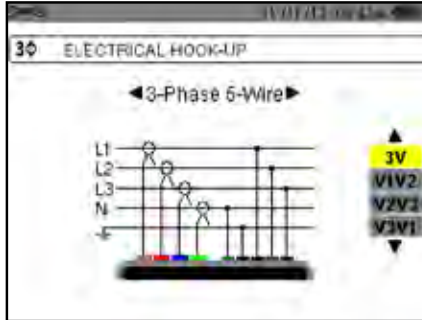 3φ ELECTRICAL HOOK-UP
◄3-Phase 5-Wire►
L1
L2
L3
N
3V
V1V2
V2V3
V3V1